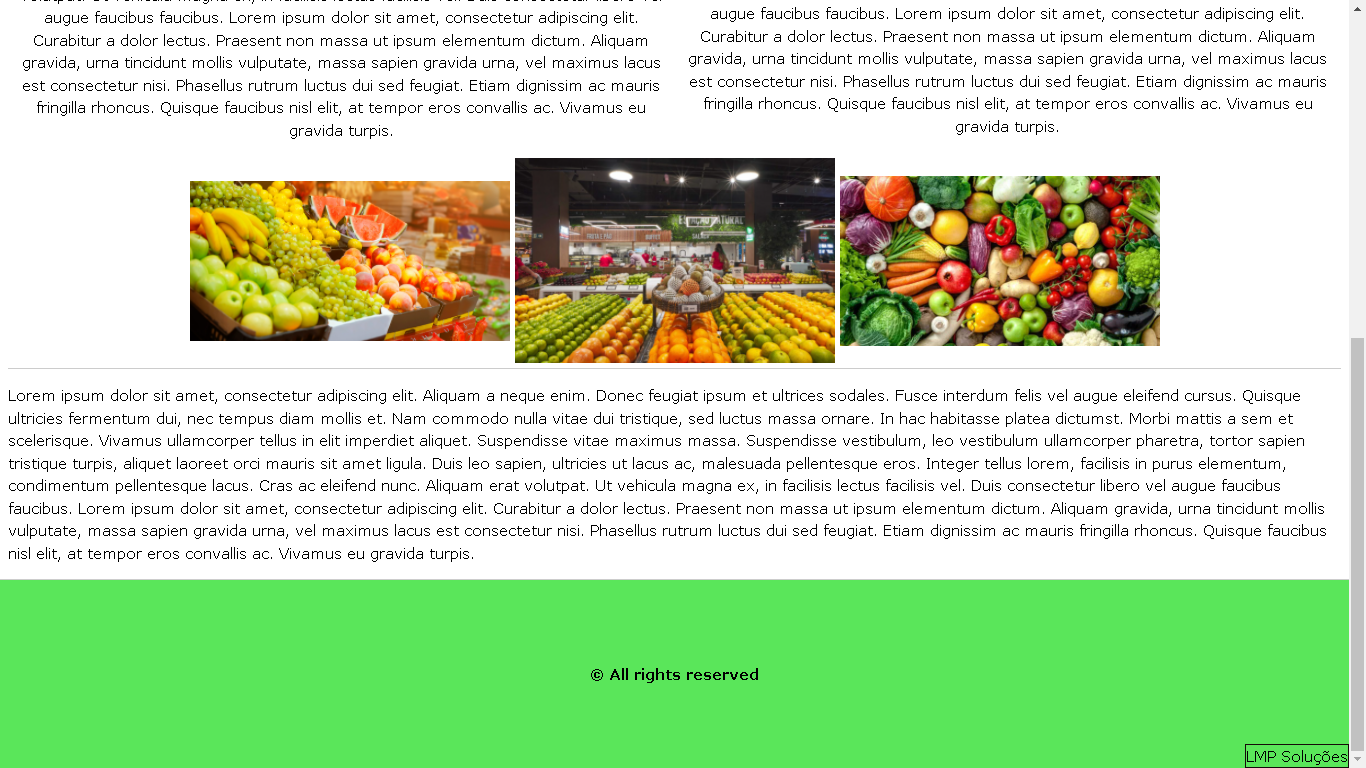 augue faucibus faucibus. Lorem ipsum dolor sit amet, consectetur adipiscing elit.
Curabitur a dolor lectus. Praesent non massa ut ipsum elementum dictum. Aliquam
gravida, urna tincidunt mollis vulputate, massa sapien gravida urna, vel maximus lacus
est consectetur nisi. Phasellus rutrum luctus dui sed feugiat. Etiam dignissim ac mauris
fringilla rhoncus. Quisque faucibus nisl elit, at tempor eros convallis ac. Vivamus eu
gravida turpis.
augue faucibus faucibus. Lorem ipsum dolor sit amet, consectetur adipiscing elit.
Curabitur a dolor lectus. Praesent non massa ut ipsum elementum dictum. Aliquam
gravida, urna tincidunt mollis vulputate, massa sapien gravida urna, vel maximus lacus
est consectetur nisi. Phasellus rutrum luctus dui sed feugiat. Etiam dignissim ac mauris
fringilla rhoncus. Quisque faucibus nisl elit, at tempor eros convallis ac. Vivamus eu
gravida turpis.
Lorem ipsum dolor sit amet, consectetur adipiscing elit. Aliquam a neque enim. Donec feugiat ipsum et ultrices sodales. Fusce interdum felis vel augue eleifend cursus. Quisque
ultricies fermentum dui, nec tempus diam mollis et. Nam commodo nulla vitae dui tristique, sed luctus massa ornare. In hac habitasse platea dictumst. Morbi mattis a sem et
scelerisque. Vivamus ullamcorper tellus in elit imperdiet aliquet. Suspendisse vitae maximus massa. Suspendisse vestibulum, leo vestibulum ullamcorper pharetra, tortor sapien
tristique turpis, aliquet laoreet orci mauris sit amet ligula. Duis leo sapien, ultricies ut lacus ac, malesuada pellentesque eros. Integer tellus lorem, facilisis in purus elementum,
condimentum pellentesque lacus. Cras ac eleifend nunc. Aliquam erat volutpat. Ut vehicula magna ex, in facilisis lectus facilisis vel. Duis consectetur libero vel augue faucibus
faucibus. Lorem ipsum dolor sit amet, consectetur adipiscing elit. Curabitur a dolor lectus. Praesent non massa ut ipsum elementum dictum. Aliquam gravida, urna tincidunt mollis
vulputate, massa sapien gravida urna, vel maximus lacus est consectetur nisi. Phasellus rutrum luctus dui sed feugiat. Etiam dignissim ac mauris fringilla rhoncus. Quisque faucibus
nisl elit, at tempor eros convallis ac. Vivamus eu gravida turpis.
© All rights reserved
LMP Soluções